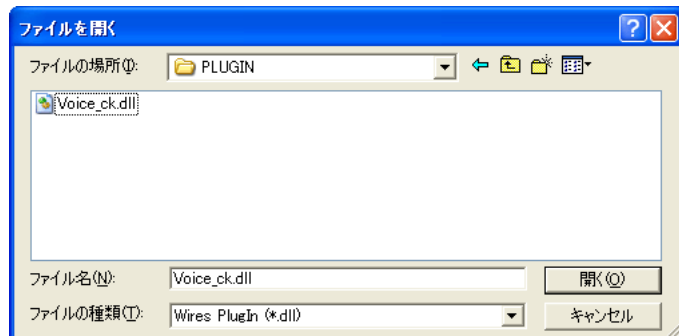 ファイルを開く
ファイルの場所(I): PLUGIN
Voice_ck.dll
ファイル名(N): Voice_ck.dll 開く(O)
ファイルの種類(T): Wires PlugIn (*.dll) キャンセル